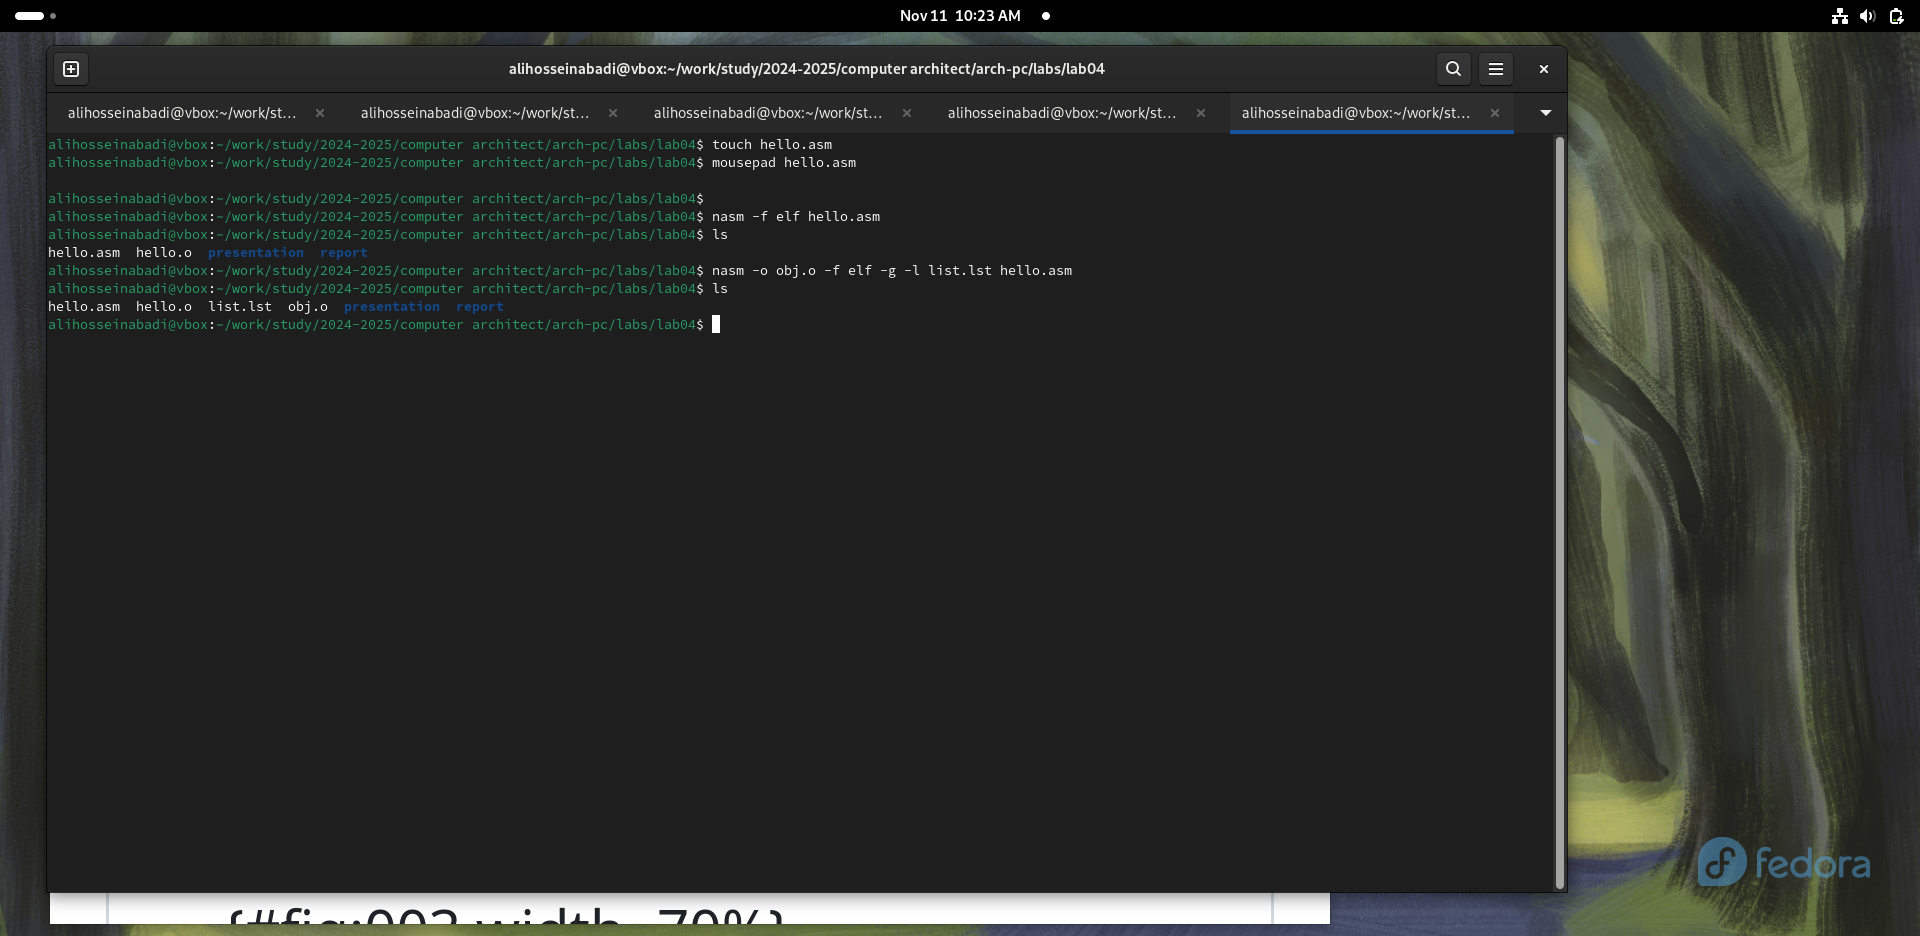 Nov 11 10:23 AM
alihosseinabadi@vbox:~/work/study/2024-2025/computer architect/arch-pc/labs/lab04
alihosseinabadi@vbox:~/work/st… alihosseinabadi@vbox:~/work/st… alihosseinabadi@vbox:~/work/st… alihosseinabadi@vbox:~/work/st… alihosseinabadi@vbox:~/work/st…
alihosseinabadi@vbox:~/work/study/2024-2025/computer architect/arch-pc/labs/lab04$ touch hello.asm
alihosseinabadi@vbox:~/work/study/2024-2025/computer architect/arch-pc/labs/lab04$ mousepad hello.asm
alihosseinabadi@vbox:~/work/study/2024-2025/computer architect/arch-pc/labs/lab04$
alihosseinabadi@vbox:~/work/study/2024-2025/computer architect/arch-pc/labs/lab04$ nasm -f elf hello.asm
alihosseinabadi@vbox:~/work/study/2024-2025/computer architect/arch-pc/labs/lab04$ ls
hello.asm hello.o presentation report
alihosseinabadi@vbox:~/work/study/2024-2025/computer architect/arch-pc/labs/lab04$ nasm -o obj.o -f elf -g -l list.lst hello.asm
alihosseinabadi@vbox:~/work/study/2024-2025/computer architect/arch-pc/labs/lab04$ ls
hello.asm hello.o list.lst obj.o presentation report
alihosseinabadi@vbox:~/work/study/2024-2025/computer architect/arch-pc/labs/lab04$
fedora